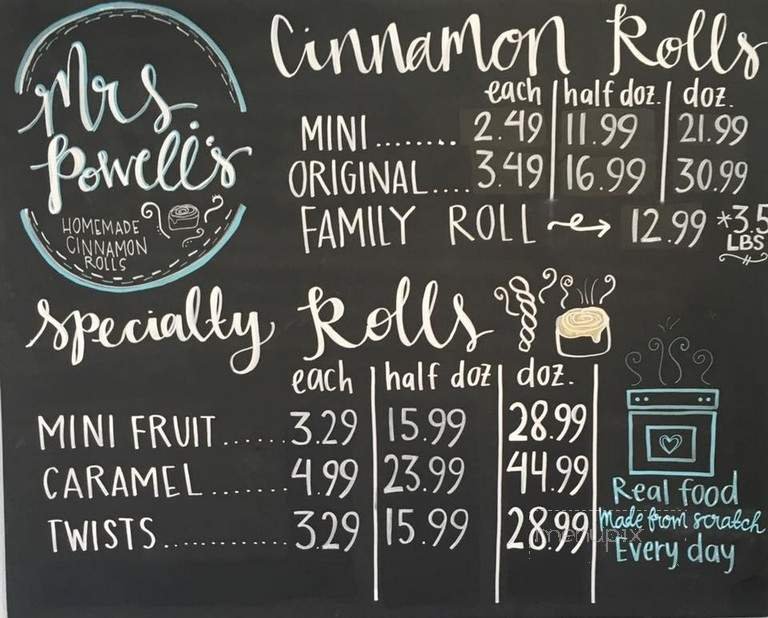 Mrs. Powell's
HOMEMADE
CINNAMON
ROLLS
Cinnamon Rolls
each half doz. doz.
MINI........ 2.49 11.99 21.99
ORIGINAL.... 3.49 16.99 30.99
FAMILY ROLL 12.99 *3.5 LBS
Specialty Rolls
each half doz doz.
MINI FRUIT...... 3.29 15.99 28.99
CARAMEL....... 4.99 23.99 44.99
TWISTS............ 3.29 15.99 28.99
Real food
Made from scratch
Every day
menupix